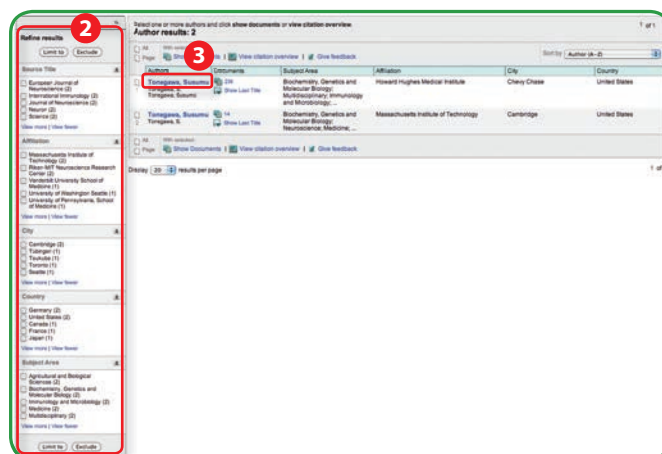 2
Refine results
Limit to Exclude
Source Title
European Journal of
Neuroscience (2)
International Immunology (2)
Journal of Neuroscience (2)
Neuron (2)
Science (2)
View more | View fewer
Affiliation
Massachusetts Institute of
Technology (2)
Riken-MIT Neuroscience Research
Center (2)
Vanderbilt University School of
Medicine (1)
University of Washington Seattle (1)
University of Pennsylvania, School
of Medicine (1)
View more | View fewer
City
Cambridge (2)
Tubingen (1)
Tsukuba (1)
Toronto (1)
Seattle (1)
View more | View fewer
Country
Germany (2)
United States (2)
Canada (1)
France (1)
Japan (1)
View more | View fewer
Subject Area
Agricultural and Biological
Sciences (2)
Biochemistry, Genetics and
Molecular Biology (2)
Immunology and Microbiology (2)
Medicine (2)
Multidisciplinary (2)
View more | View fewer
Limit to Exclude
Select one or more authors and click show documents or view citation overview.
1 of 1
Author results: 2
All With selection:
Page | View citation overview | Give feedback
Sort by Author (A-Z)
3
Authors Documents Subject Area Affiliation City Country
Tonegawa, Susumu
Tonegawa, S.
Tonegawa, Susumu
Show Last Title
Biochemistry, Genetics and
Molecular Biology;
Multidisciplinary; Immunology
and Microbiology; ...
Howard Hughes Medical Institute Chevy Chase United States
Tonegawa, Susumu
Tonegawa, S.
14
Show Last Title
Biochemistry, Genetics and
Molecular Biology;
Neuroscience; Medicine; ...
Massachusetts Institute of Technology Cambridge United States
All With selection:
Page Show Documents | View citation overview | Give feedback
Display 20 results per page
1 of